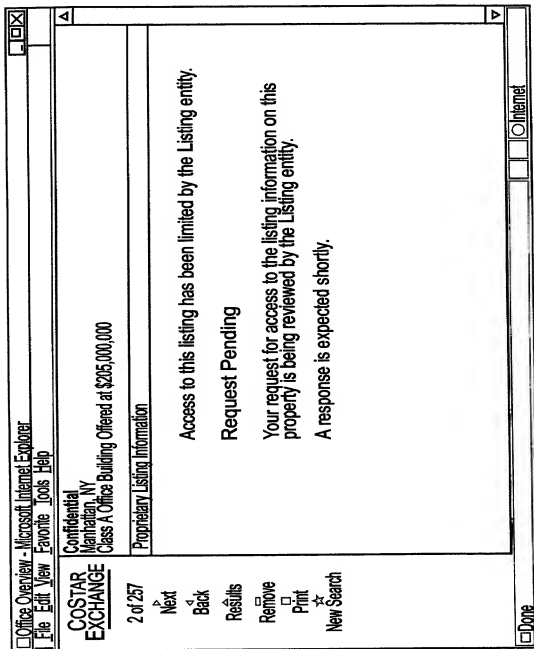 Office Overview - Microsoft Internet Explorer
File Edit View Favorite Tools Help
COSTAR
EXCHANGE
2 of 257
Next
Back
Results
Remove
Print
New Search
Confidential
Manhattan, NY
Class A Office Building Offered at $205,000,000
Proprietary Listing Information
Access to this listing has been limited by the Listing entity.
Request Pending
Your request for access to the listing information on this
property is being reviewed by the Listing entity.
A response is expected shortly.
Done
Internet